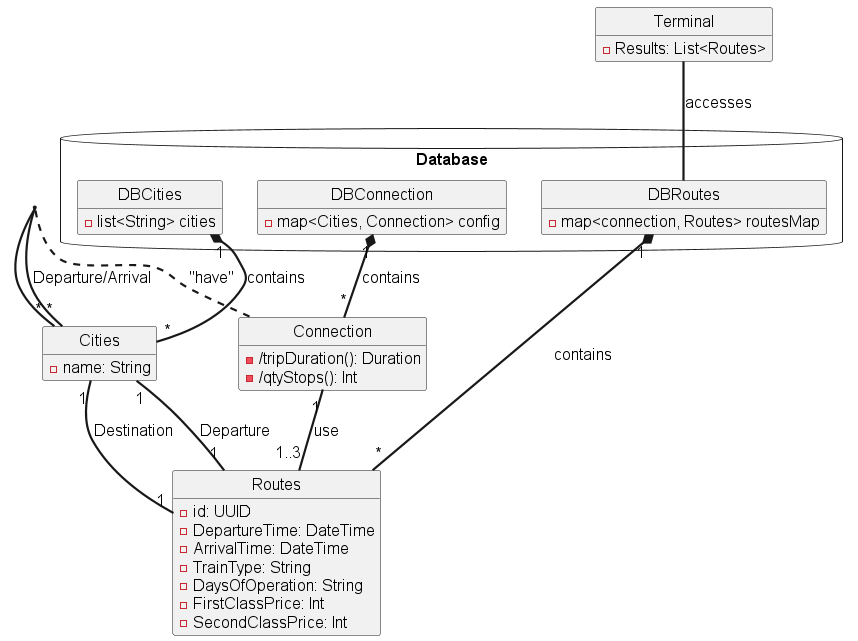 Terminal
Results: List<Routes>
accesses
Database
DBCities
list<String> cities
DBConnection
map<Cities, Connection> config
DBRoutes
map<connection, Routes> routesMap
1
1
1
Departure/Arrival
"have"
contains
contains
* *
*
*
Cities
name: String
Connection
/tripDuration(): Duration
/qtyStops(): Int
contains
1
1
1
Destination
Departure
use
1
1..3
*
1
Routes
id: UUID
DepartureTime: DateTime
ArrivalTime: DateTime
TrainType: String
DaysOfOperation: String
FirstClassPrice: Int
SecondClassPrice: Int